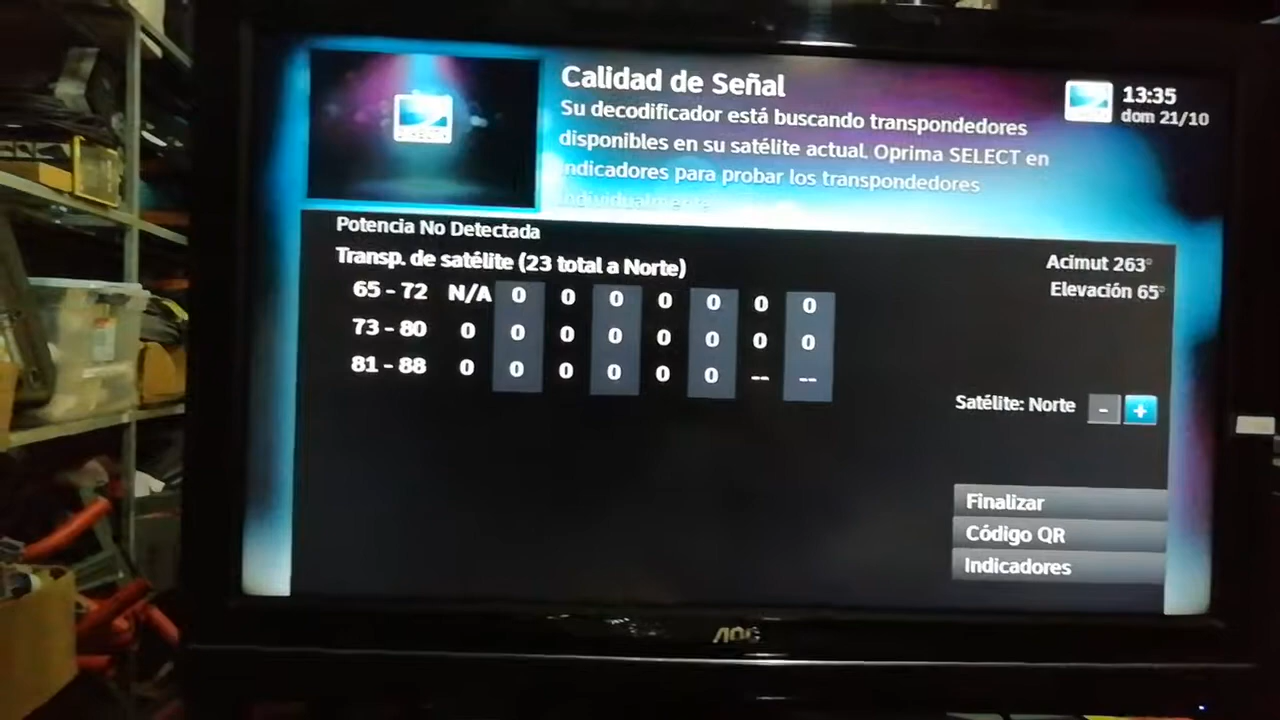 Calidad de Señal
Su decodificador está buscando transpondedores
disponibles en su satélite actual. Oprima SELECT en
Indicadores para probar los transpondedores
individualmente.
13:35
dom 21/10
Potencia No Detectada
Transp. de satélite (23 total a Norte)
65 - 72 N/A 0 0 0 0 0 0 0
73 - 80 0 0 0 0 0 0 0 0
81 - 88 0 0 0 0 0 0 -- --
Acimut 263°
Elevación 65°
Satélite: Norte - +
Finalizar
Código QR
Indicadores
AOC